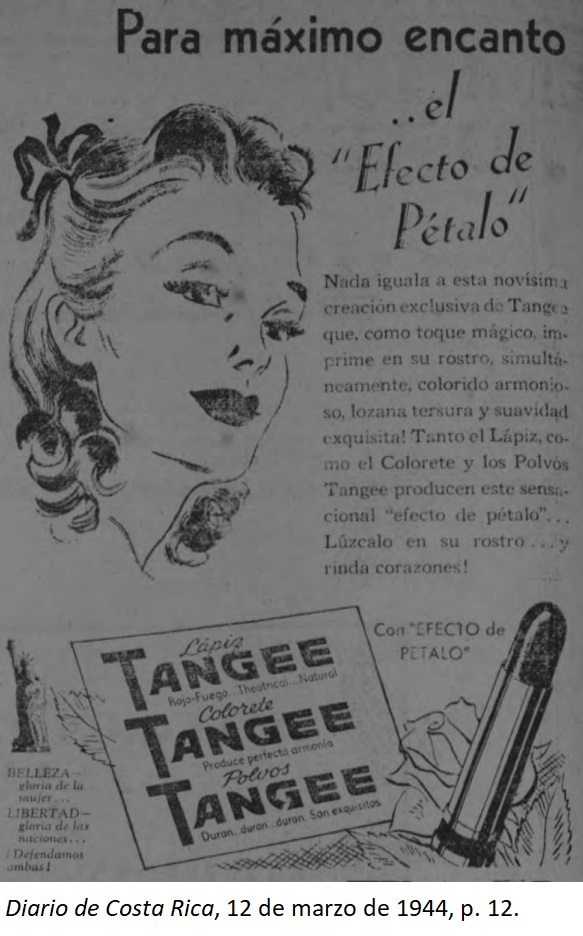 Para máximo encanto
..el
"Efecto de
Pétalo"
Nada iguala a esta novísima
creación exclusiva de Tangee
que, como toque mágico, im-
prime en su rostro, simultá-
neamente, colorido armonio-
so, lozana tersura y suavidad
exquisita! Tanto el Lápiz, co-
mo el Colorete y los Polvos
Tangee producen este sensa-
cional "efecto de pétalo"...
Lúzcalo en su rostro...y
rinda corazones!
Con "EFECTO de
PETALO"
Lápiz
TANGEE
Rojo-Fuego...Theatrical...Natural
Colorete
TANGEE
Produce perfecta armonía
Polvos
TANGEE
Duran...duran...duran. Son exquisitos
BELLEZA—
gloria de la
mujer...
LIBERTAD—
gloria de las
naciones...
¡Defendamos
ambas!
Diario de Costa Rica, 12 de marzo de 1944, p. 12.